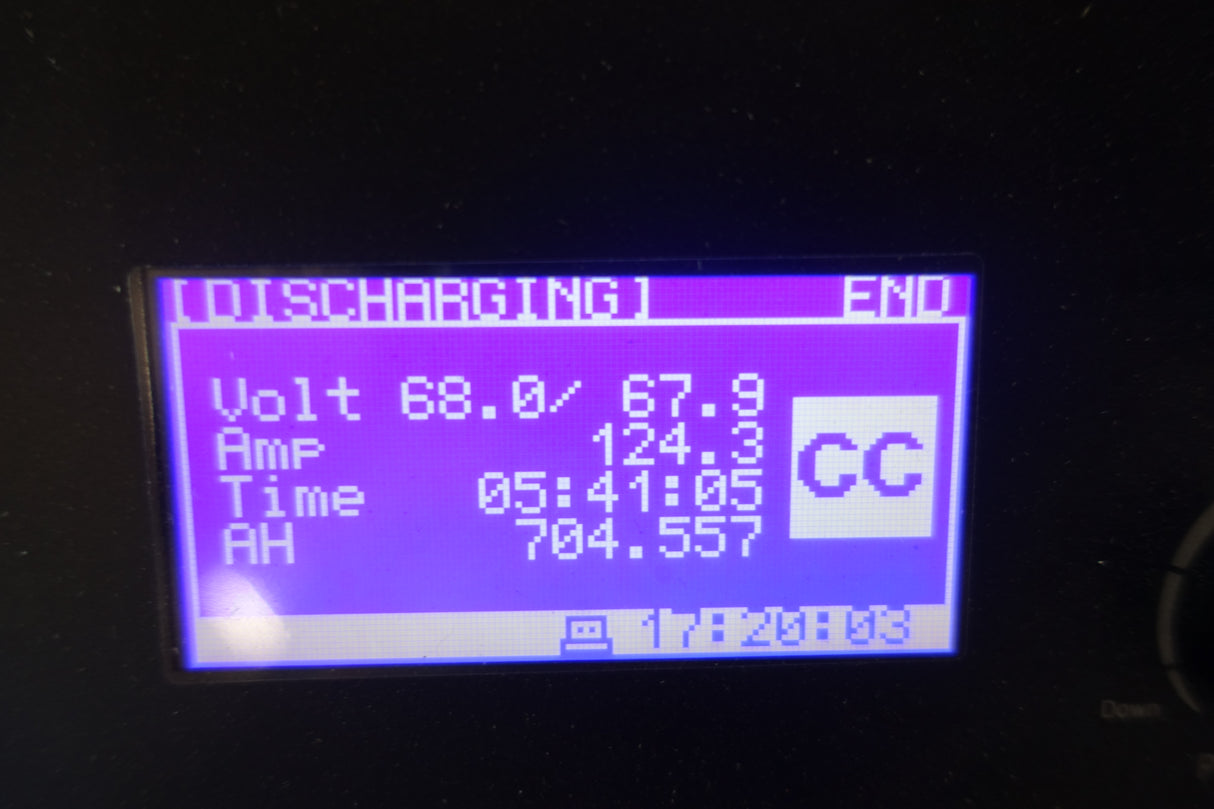 [DISCHARGING] END
Volt 68.0/ 67.9
Amp 124.3
CC
Time 05:41:05
AH 704.557
17:20:03
Down